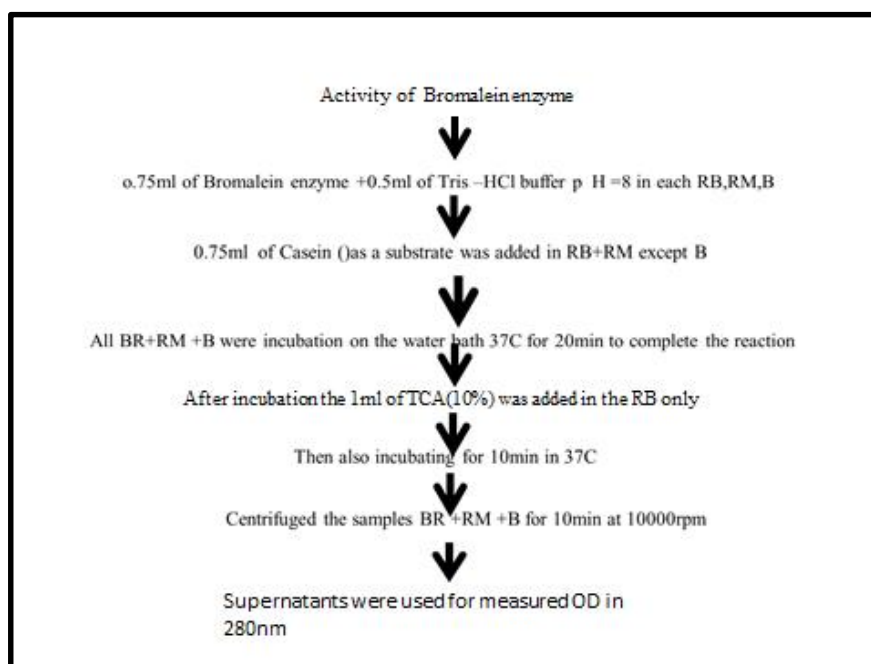 Activity of Bromalein enzyme
o.75ml of Bromalein enzyme +0.5ml of Tris –HCl buffer p H =8 in each RB,RM,B
0.75ml of Casein ()as a substrate was added in RB+RM except B
All BR+RM +B were incubation on the water bath 37C for 20min to complete the reaction
After incubation the 1ml of TCA(10%) was added in the RB only
Then also incubating for 10min in 37C
Centrifuged the samples BR +RM +B for 10min at 10000rpm
Supernatants were used for measured OD in
280nm